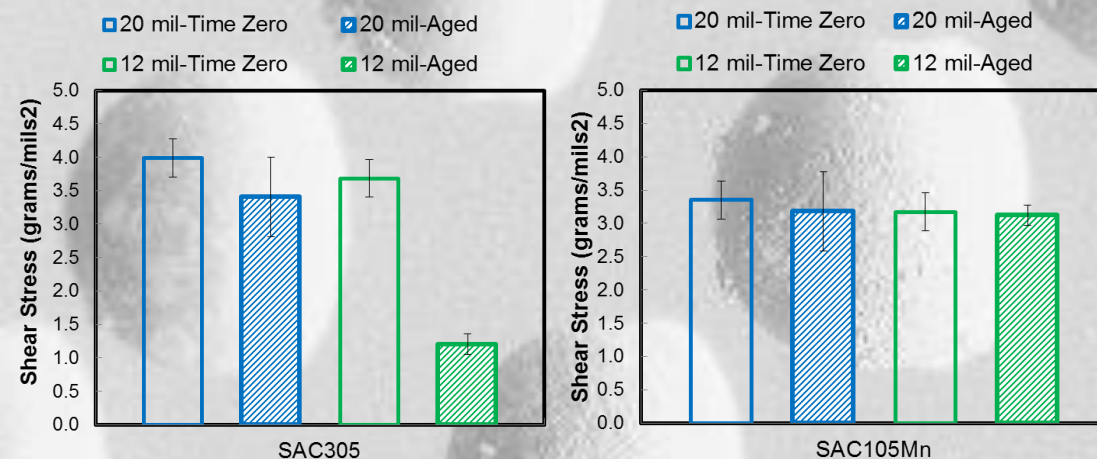 20 mil-Time Zero 20 mil-Aged
12 mil-Time Zero 12 mil-Aged
Shear Stress (grams/mils2)
5.0
4.5
4.0
3.5
3.0
2.5
2.0
1.5
1.0
0.5
0.0
SAC305
20 mil-Time Zero 20 mil-Aged
12 mil-Time Zero 12 mil-Aged
Shear Stress (grams/mils2)
5.0
4.5
4.0
3.5
3.0
2.5
2.0
1.5
1.0
0.5
0.0
SAC105Mn